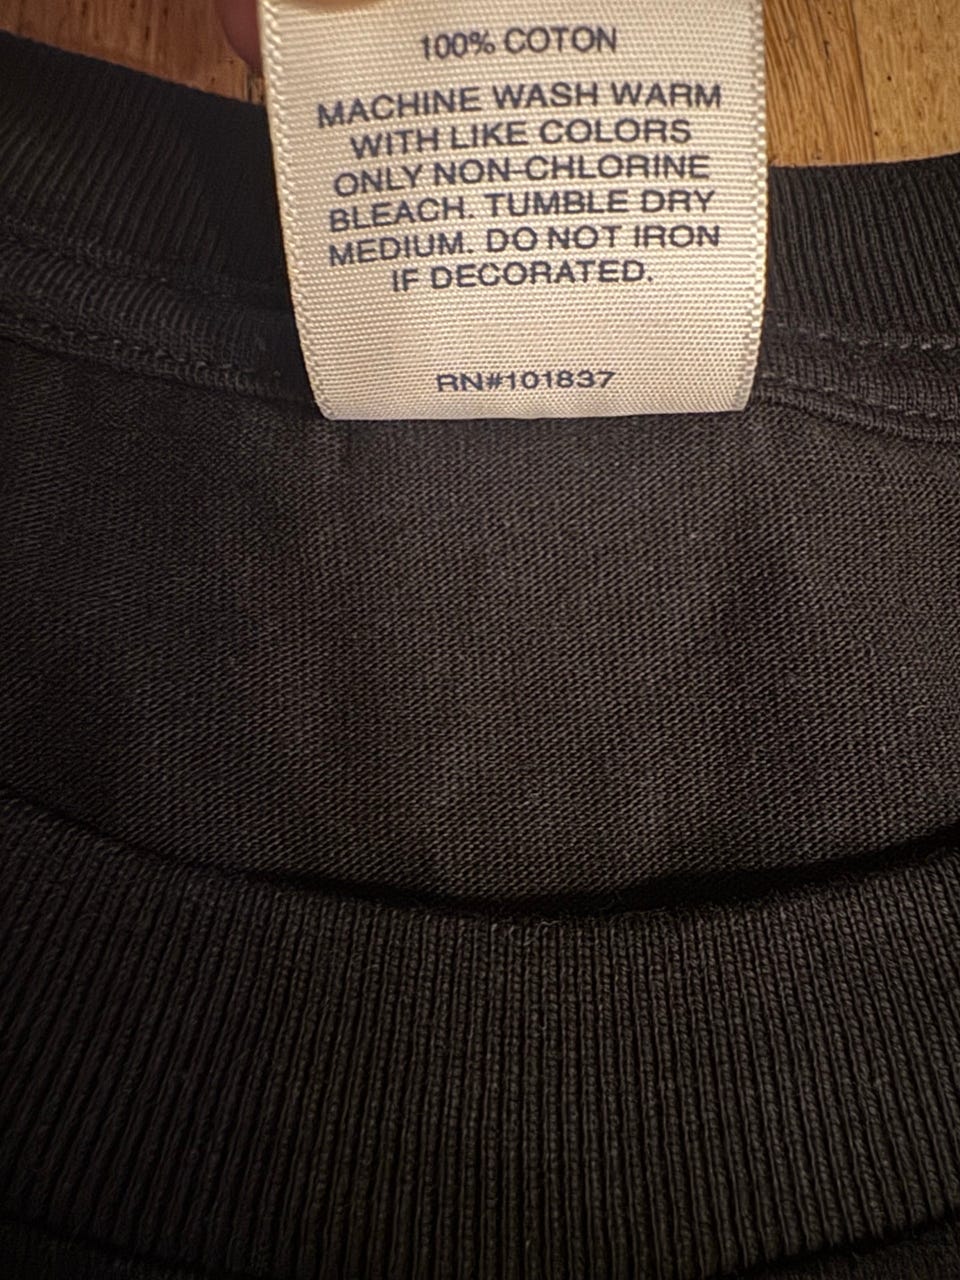 100% COTON
MACHINE WASH WARM
WITH LIKE COLORS
ONLY NON-CHLORINE
BLEACH. TUMBLE DRY
MEDIUM. DO NOT IRON
IF DECORATED.
RN#101837